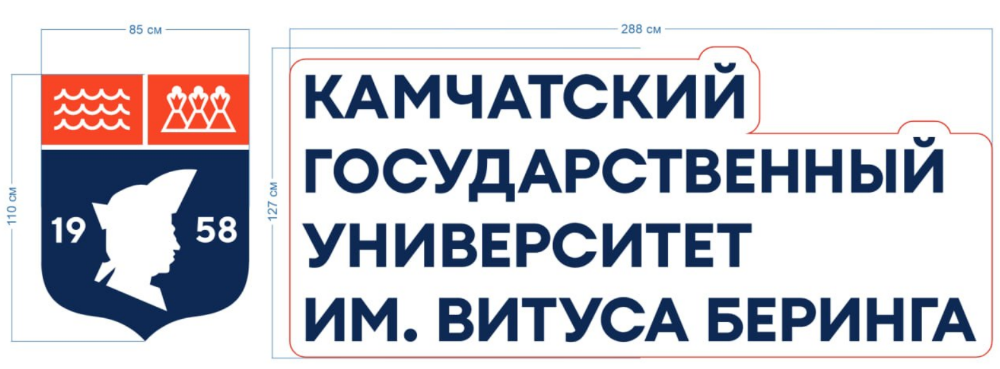 85 см
110 см
19 58
288 см
127 см
КАМЧАТСКИЙ
ГОСУДАРСТВЕННЫЙ
УНИВЕРСИТЕТ
ИМ. ВИТУСА БЕРИНГА